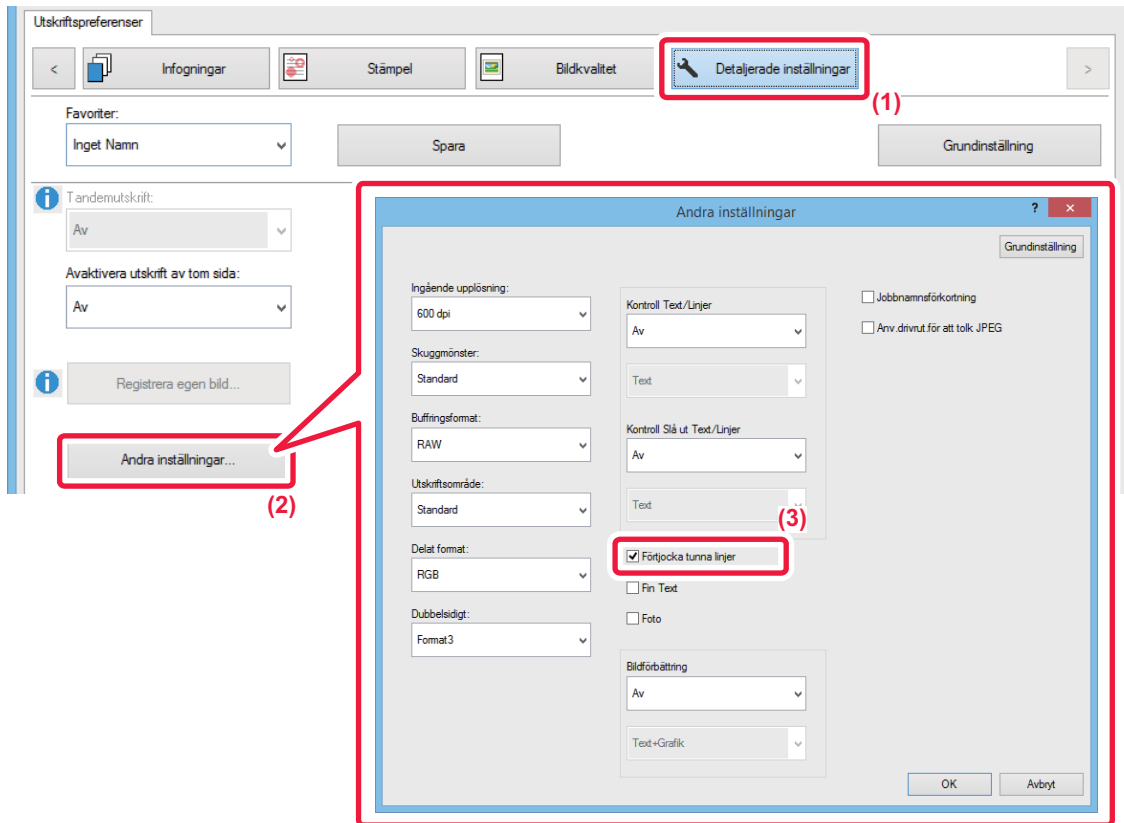 Utskriftspreferenser
< Infogningar Stämpel Bildkvalitet Detaljerade inställningar >
(1)
Favoriter:
Inget Namn Spara Grundinställning
Tandemutskrift:
Av
Avaktivera utskrift av tom sida:
Av
Registrera egen bild...
Andra inställningar...
(2)
Andra inställningar ? ×
Grundinställning
Ingående upplösning:
600 dpi
Skuggmönster:
Standard
Buffringsformat:
RAW
Utskriftsområde:
Standard
Delat format:
RGB
Dubbelsidigt:
Format3
Kontroll Text/Linjer
Av
Text
Kontroll Slå ut Text/Linjer
Av
Text
(3)
Förtjocka tunna linjer
Fin Text
Foto
Bildförbättring
Av
Text+Grafik
Jobbnamnsförkortning
Anv.drivrut.för att tolk JPEG
OK Avbryt